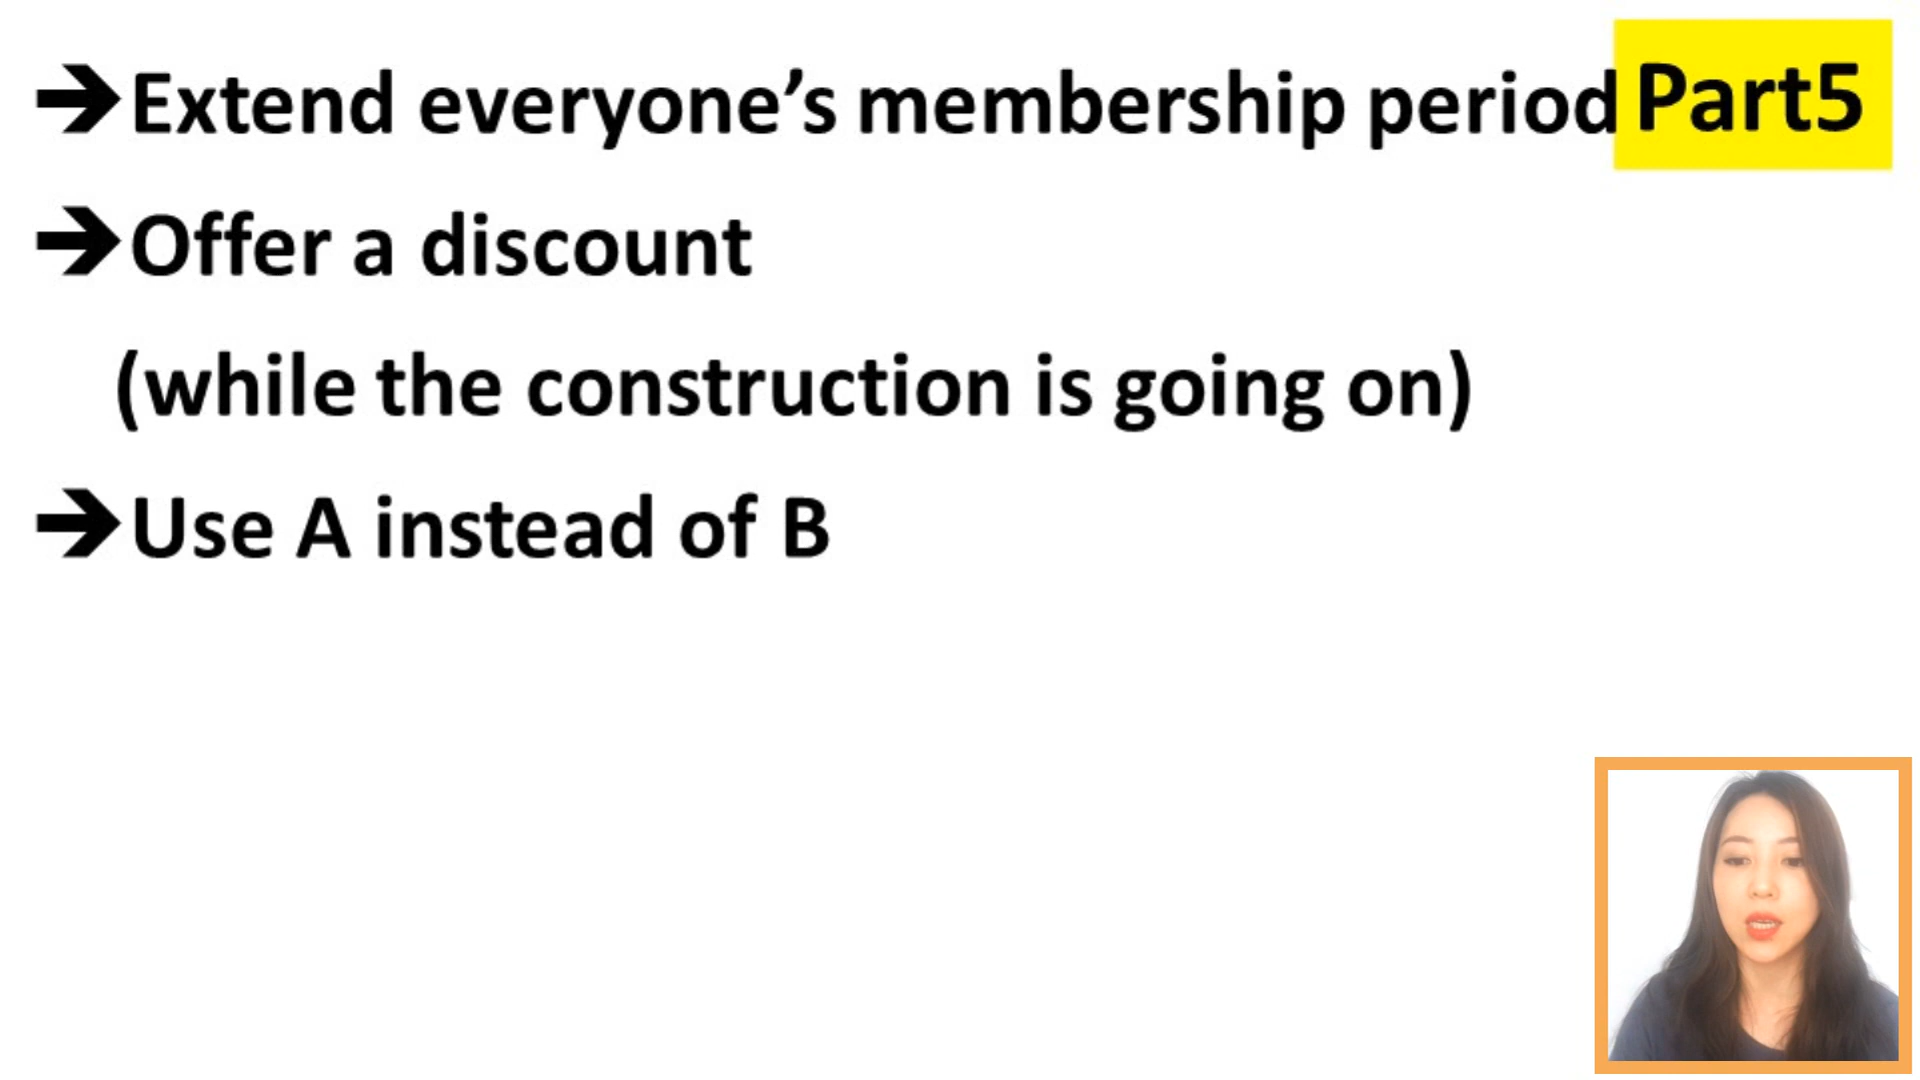 ➔Extend everyone’s membership period Part5
➔Offer a discount
(while the construction is going on)
➔Use A instead of B